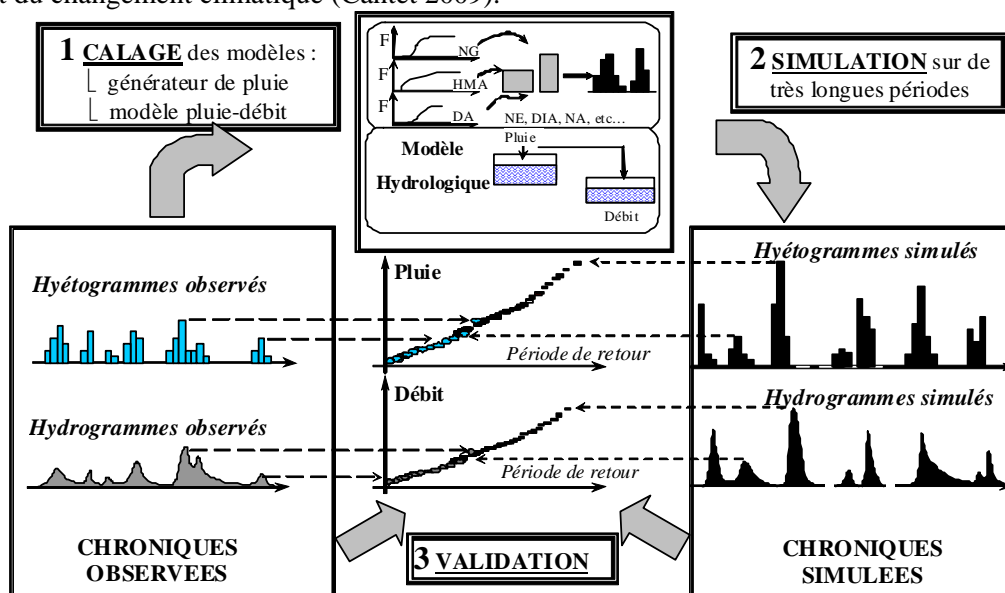 t du changement climatique (Cantet 2009).
1 CALAGE des modèles :
générateur de pluie
modèle pluie-débit
F
NG
F
HMA
F
DA
NE, DIA, NA, etc...
Pluie
Modèle
Hydrologique
Débit
2 SIMULATION sur de
très longues périodes
Hyétogrammes observés
Pluie
Période de retour
Hyétogrammes simulés
Hydrogrammes observés
Débit
Période de retour
Hydrogrammes simulés
CHRONIQUES
OBSERVEES
3 VALIDATION
CHRONIQUES
SIMULEES